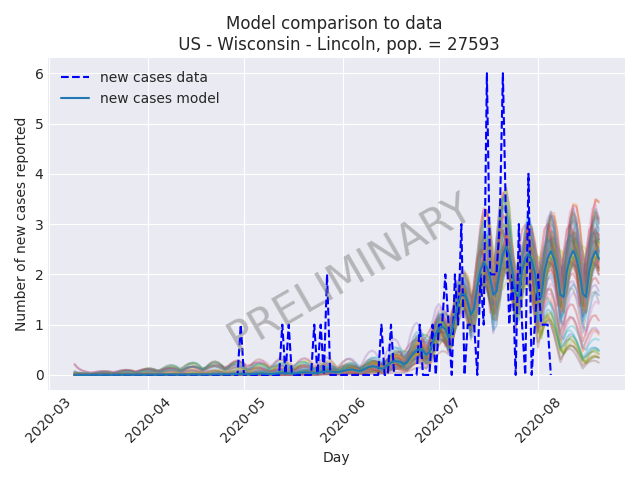 Model comparison to data
US - Wisconsin - Lincoln, pop. = 27593
new cases data
new cases model
PRELIMINARY
Number of new cases reported
6
5
4
3
2
1
0
2020-03
2020-04
2020-05
2020-06
2020-07
2020-08
Day